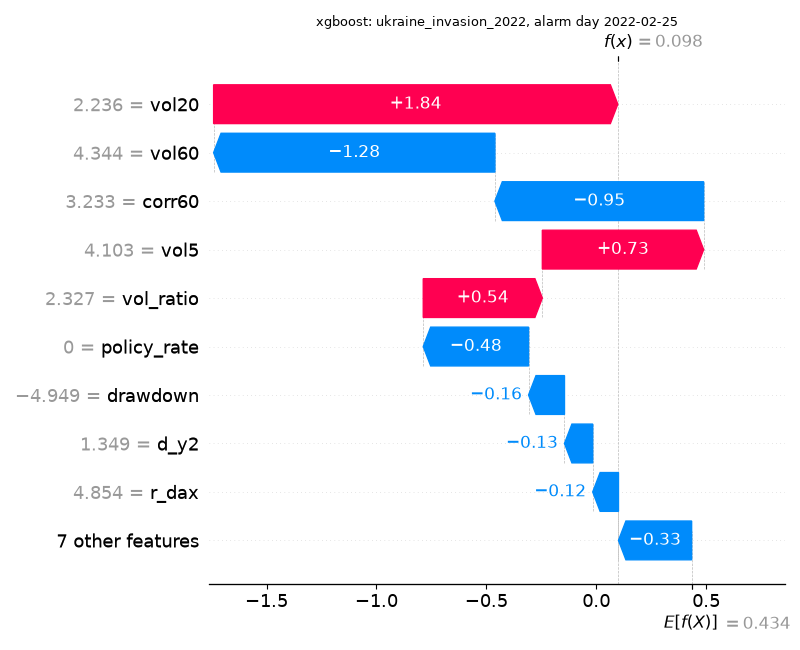 xgboost: ukraine_invasion_2022, alarm day 2022-02-25
f(x) = 0.098
2.236 = vol20 +1.84
4.344 = vol60 −1.28
3.233 = corr60 −0.95
4.103 = vol5 +0.73
2.327 = vol_ratio +0.54
0 = policy_rate −0.48
−4.949 = drawdown −0.16
1.349 = d_y2 −0.13
4.854 = r_dax −0.12
7 other features −0.33
−1.5 −1.0 −0.5 0.0 0.5
E[f(X)] = 0.434